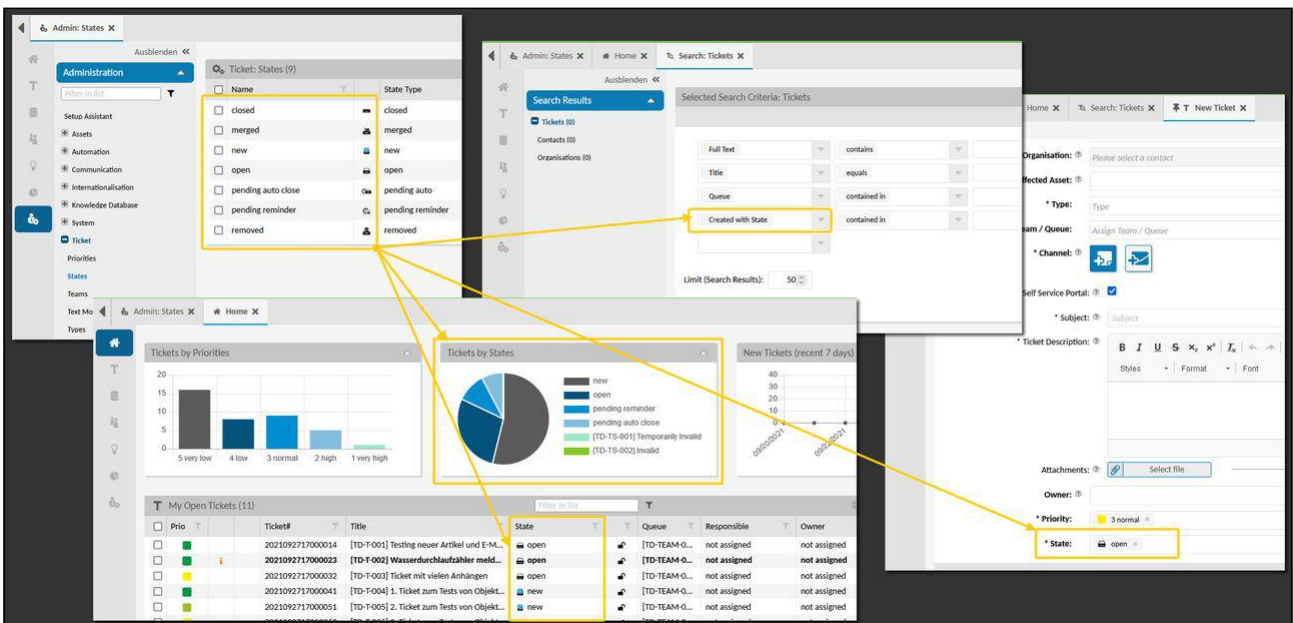 Admin: States
Ausblenden
Administration
Filter in list
Setup Assistant
Assets
Automation
Communication
Internationalisation
Knowledge Database
System
Ticket
Priorities
States
Teams
Text Mo
Types
Ticket: States (9)
Name State Type
closed closed
merged merged
new new
open open
pending auto close pending auto
pending reminder pending reminder
removed removed
Admin: States Home Search: Tickets
Ausblenden
Search Results
Tickets (0)
Contacts (0)
Organisations (0)
Selected Search Criteria: Tickets
Full Text contains
Title equals
Queue contained in
Created with State contained in
Limit (Search Results): 50
Home Search: Tickets New Ticket
Organisation: Please select a contact
ffected Asset:
* Type: Type
eam / Queue: Assign Team / Queue
* Channel:
Self Service Portal:
* Subject: Subject
* Ticket Description:
B I U S x, x² Ix
Styles Format Font
Attachments: Select file
Owner:
* Priority: 3 normal
* State: open
Admin: States Home
Tickets by Priorities
20
15
10
5
0
5 very low 4 low 3 normal 2 high 1 very high
Tickets by States
new
open
pending reminder
pending auto close
[TD-TS-001] Temporarily Invalid
[TD-TS-002] Invalid
New Tickets (recent 7 days)
40
30
20
10
0
09/20/2021 09/22/2021
My Open Tickets (11) Filter in list
Prio Ticket# Title State Queue Responsible Owner
2021092717000014 [TD-T-001] Testing neuer Artikel und E-M... open [TD-TEAM-0... not assigned not assigned
2021092717000023 [TD-T-002] Wasserdurchlaufzähler meld... open [TD-TEAM-0... not assigned not assigned
2021092717000032 [TD-T-003] Ticket mit vielen Anhängen open [TD-TEAM-0... not assigned not assigned
2021092717000041 [TD-T-004] 1. Ticket zum Tests von Objekt... new [TD-TEAM-0... not assigned not assigned
2021092717000051 [TD-T-005] 2. Ticket zum Tests von Objekt... new [TD-TEAM-0... not assigned not assigned